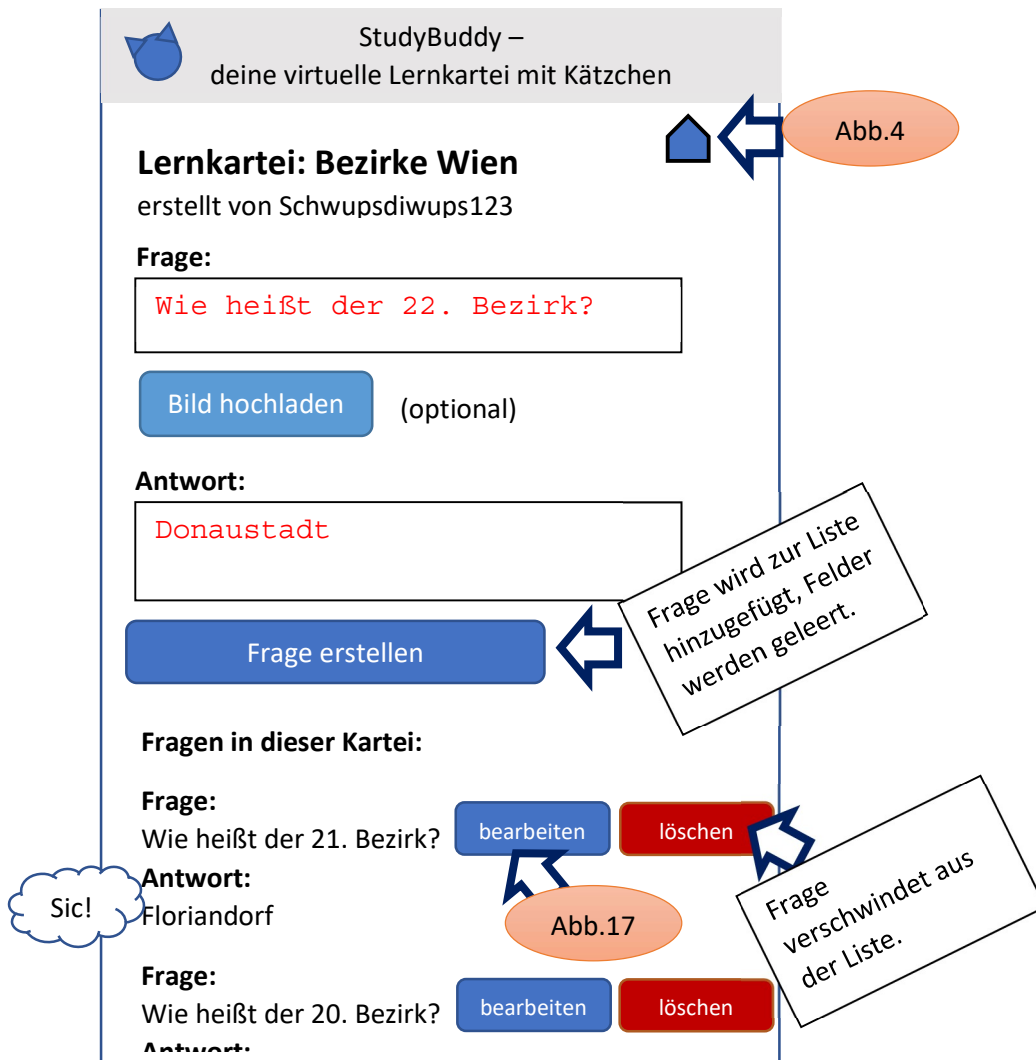 StudyBuddy –
deine virtuelle Lernkartei mit Kätzchen
Abb.4
Lernkartei: Bezirke Wien
erstellt von Schwupsdiwups123
Frage:
Wie heißt der 22. Bezirk?
Bild hochladen
(optional)
Antwort:
Donaustadt
Frage wird zur Liste
hinzugefügt, Felder
werden geleert.
Frage erstellen
Fragen in dieser Kartei:
Frage:
Wie heißt der 21. Bezirk?
bearbeiten
löschen
Antwort:
Sic!
Floriandorf
Abb.17
Frage
verschwindet aus
der Liste.
Frage:
Wie heißt der 20. Bezirk?
bearbeiten
löschen
Antwort: